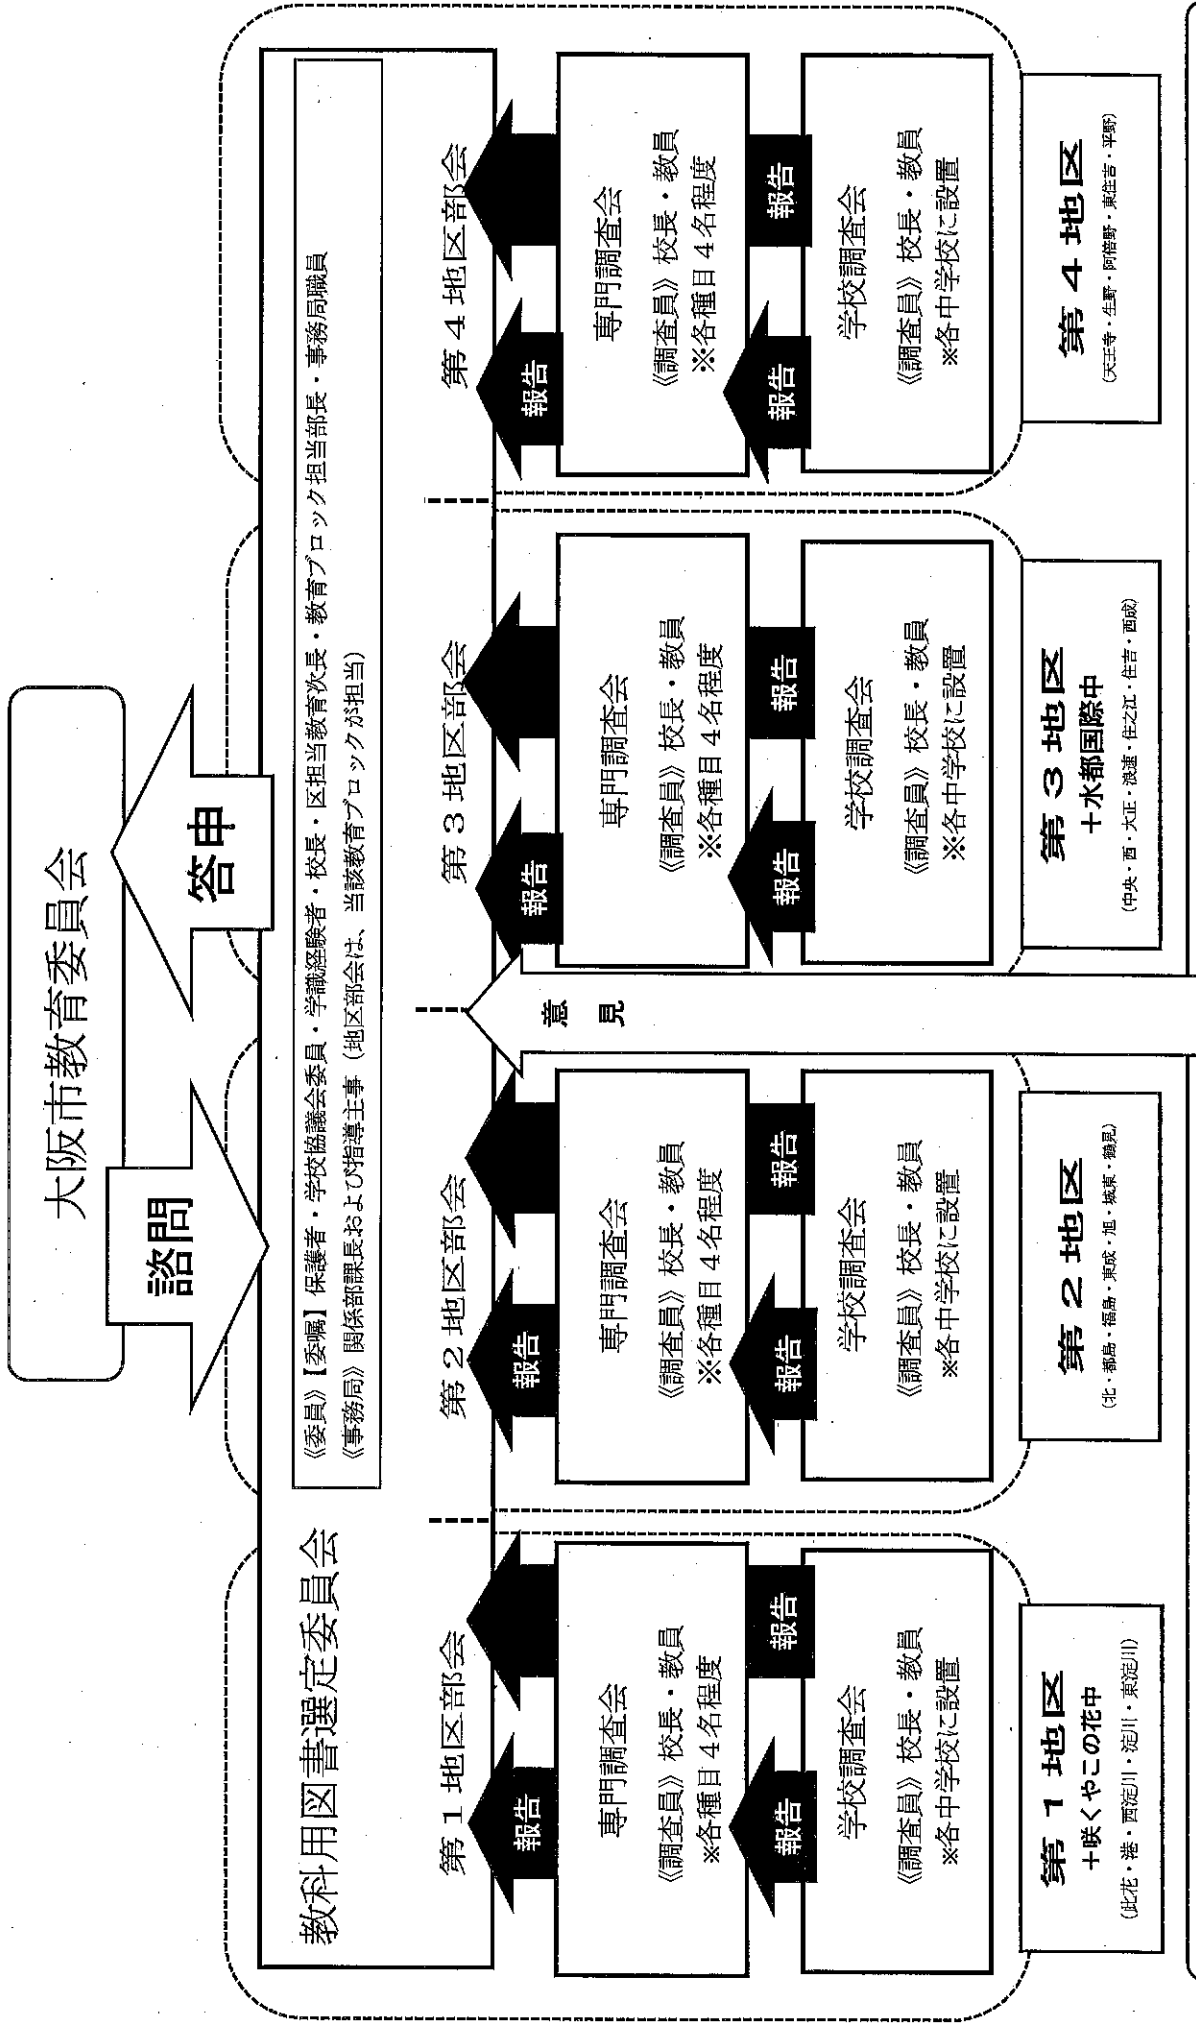 大阪市教育委員会
諮問
答申
教科用図書選定委員会
《委員》【委嘱】保護者・学校協議会委員・学識経験者・校長・区担当教育次長・教育ブロック担当部長・事務局職員
《事務局》関係部課長および指導主事（地区部会は、当該教育ブロックが担当）
第1地区部会
第2地区部会
第3地区部会
第4地区部会
意見
報告
専門調査会
《調査員》校長・教員
※各種目4名程度
報告
報告
学校調査会
《調査員》校長・教員
※各中学校に設置
第1地区
＋咲くやこの花中
(此花・港・西淀川・淀川・東淀川)
報告
専門調査会
《調査員》校長・教員
※各種目4名程度
報告
報告
学校調査会
《調査員》校長・教員
※各中学校に設置
第2地区
(北・都島・福島・東成・旭・城東・鶴見)
報告
専門調査会
《調査員》校長・教員
※各種目4名程度
報告
報告
学校調査会
《調査員》校長・教員
※各中学校に設置
第3地区
＋水都国際中
(中央・西・大正・浪速・住之江・住吉・西成)
報告
専門調査会
《調査員》校長・教員
※各種目4名程度
報告
報告
学校調査会
《調査員》校長・教員
※各中学校に設置
第4地区
(天王寺・生野・阿倍野・東住吉・平野)